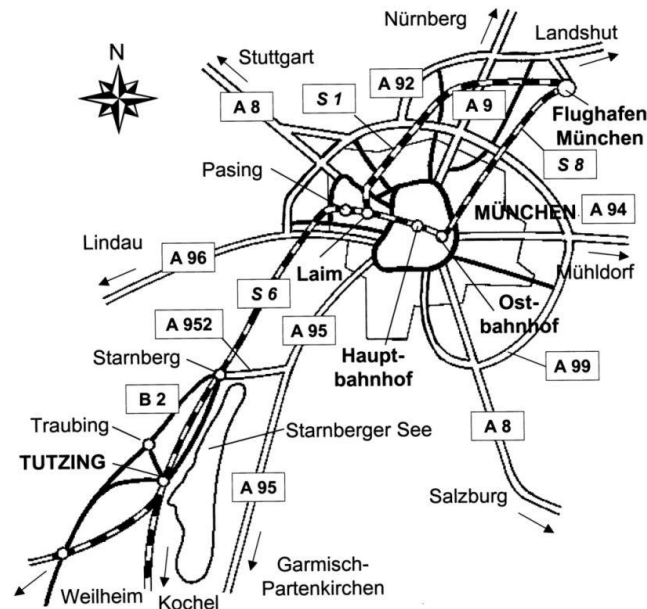 Nürnberg
Landshut
N
Stuttgart
A 92
S 1
A 9
A 8
Flughafen
München
Pasing
S 8
MÜNCHEN
A 94
Lindau
A 96
Laim
Mühldorf
S 6
Ost-
bahnhof
A 952
A 95
Haupt-
bahnhof
Starnberg
A 99
B 2
Traubing
Starnberger See
A 8
TUTZING
A 95
Salzburg
Garmisch-
Partenkirchen
Weilheim
Kochel